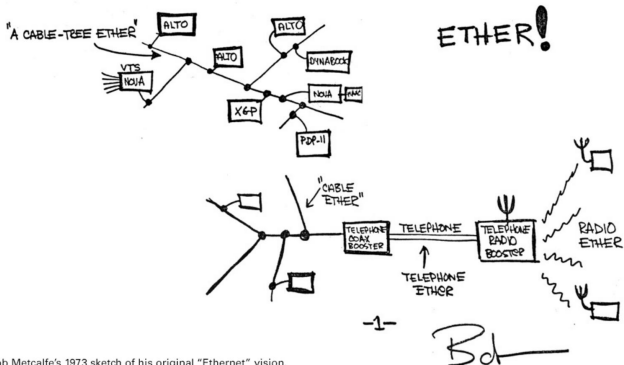 "A CABLE-TREE ETHER"
ALTO
ALTO
ETHER!
ALTO
DYNABOOK
VTS
NOVA
XGP
NOVA
PDP-11
"CABLE ETHER"
TELEPHONE COAX BOOSTER
TELEPHONE
TELEPHONE RADIO BOOSTER
RADIO ETHER
TELEPHONE ETHER
-1-
Bob Metcalfe's 1973 sketch of his original "Ethernet" vision